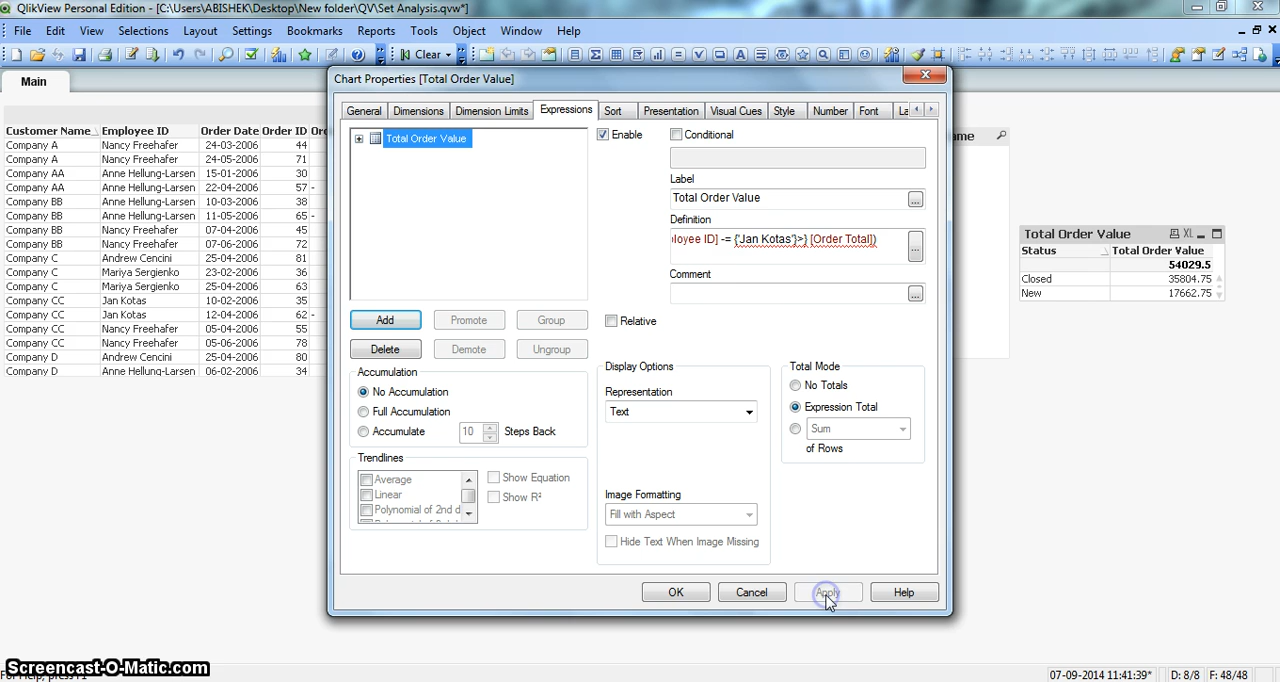 QlikView Personal Edition - [C:\Users\ABISHEK\Desktop\New folder\QV\Set Analysis.qvw*]
File Edit View Selections Layout Settings Bookmarks Reports Tools Object Window Help
Clear
Main
Chart Properties [Total Order Value]
General Dimensions Dimension Limits Expressions Sort Presentation Visual Cues Style Number Font La
Customer Name Employee ID Order Date Order ID Orc
Company A Nancy Freehafer 24-03-2006 44
Company A Nancy Freehafer 24-05-2006 71
Company AA Anne Hellung-Larsen 15-01-2006 30
Company AA Anne Hellung-Larsen 22-04-2006 57 -
Company BB Anne Hellung-Larsen 10-03-2006 38
Company BB Anne Hellung-Larsen 11-05-2006 65 -
Company BB Nancy Freehafer 07-04-2006 45
Company BB Nancy Freehafer 07-06-2006 72
Company C Andrew Cencini 25-04-2006 81
Company C Mariya Sergienko 23-02-2006 36
Company C Mariya Sergienko 25-04-2006 63
Company CC Jan Kotas 10-02-2006 35
Company CC Jan Kotas 12-04-2006 62 -
Company CC Nancy Freehafer 05-04-2006 55
Company CC Nancy Freehafer 05-06-2006 78
Company D Andrew Cencini 25-04-2006 80
Company D Anne Hellung-Larsen 06-02-2006 34
Total Order Value
Enable
Conditional
Label
Total Order Value
...
Definition
loyee ID] -= {'Jan Kotas'}>} [Order Total])
...
Comment
...
Add Promote Group
Delete Demote Ungroup
Relative
Accumulation
No Accumulation
Full Accumulation
Accumulate 10 Steps Back
Trendlines
Average
Linear
Polynomial of 2nd d
Show Equation
Show R²
Display Options
Representation
Text
Image Formatting
Fill with Aspect
Hide Text When Image Missing
Total Mode
No Totals
Expression Total
Sum
of Rows
OK Cancel Apply Help
ame
Total Order Value XL
Status Total Order Value
54029.5
Closed 35804.75
New 17662.75
Screencast-O-Matic.com
07-09-2014 11:41:39* D: 8/8 F: 48/48